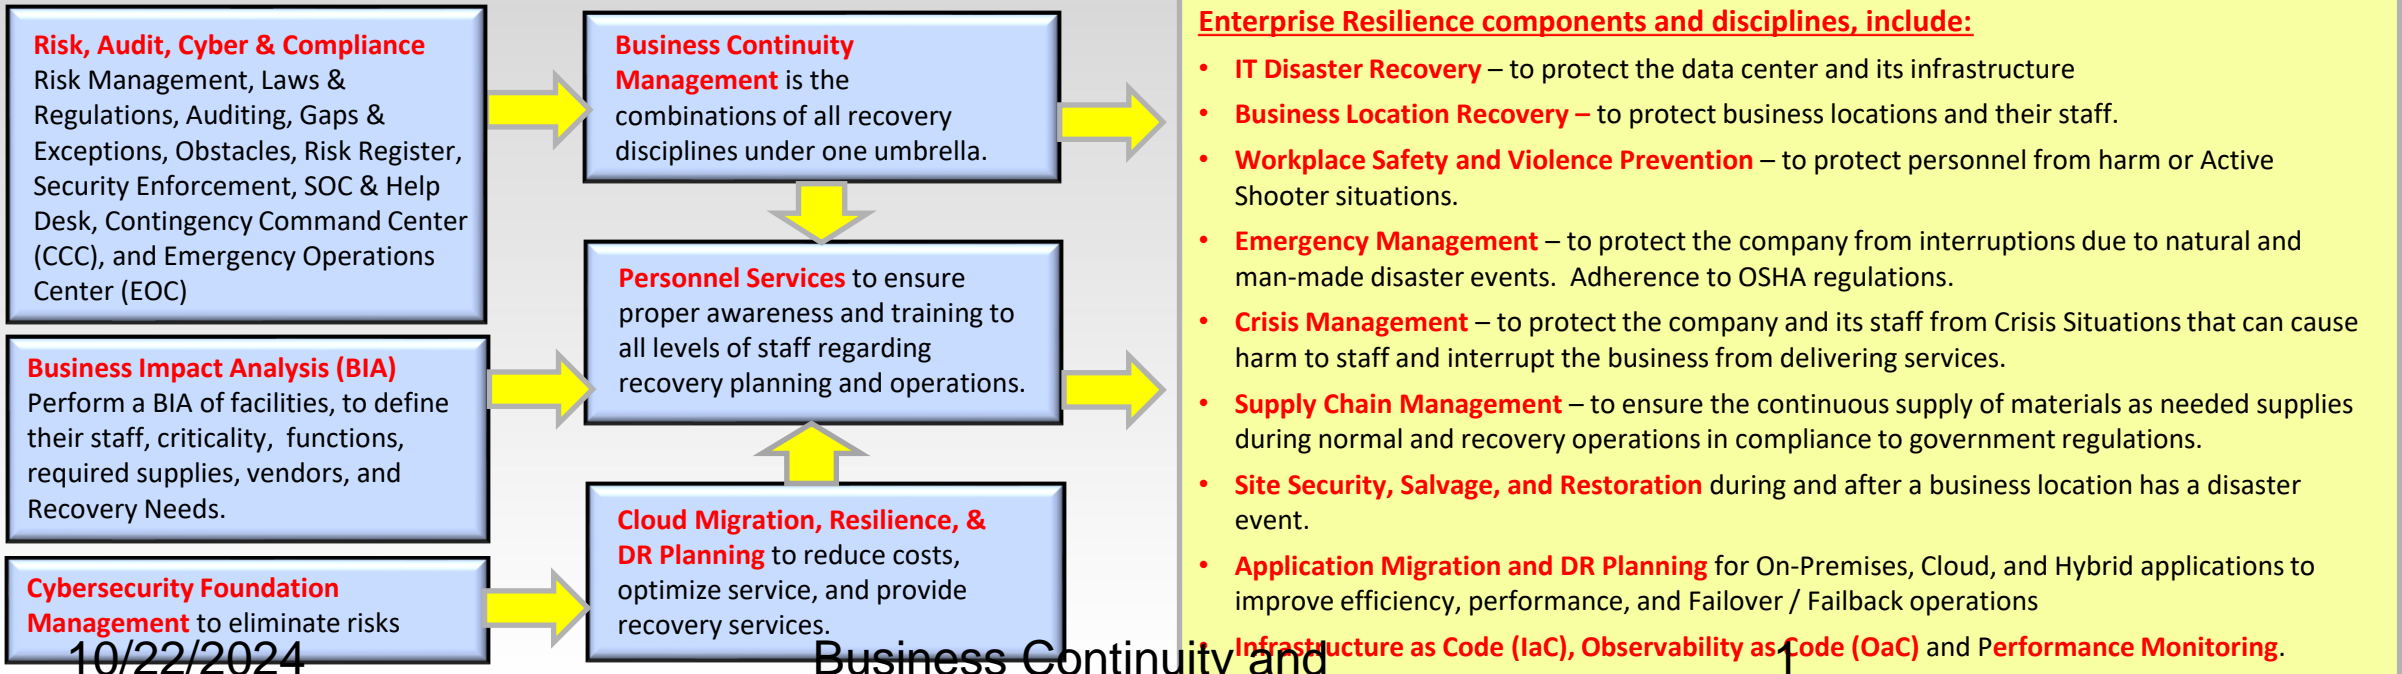 Risk, Audit, Cyber & Compliance
Risk Management, Laws &
Regulations, Auditing, Gaps &
Exceptions, Obstacles, Risk Register,
Security Enforcement, SOC & Help
Desk, Contingency Command Center
(CCC), and Emergency Operations
Center (EOC)
Business Impact Analysis (BIA)
Perform a BIA of facilities, to define
their staff, criticality, functions,
required supplies, vendors, and
Recovery Needs.
Cybersecurity Foundation
Management to eliminate risks
Business Continuity
Management is the
combinations of all recovery
disciplines under one umbrella.
Personnel Services to ensure
proper awareness and training to
all levels of staff regarding
recovery planning and operations.
Cloud Migration, Resilience, &
DR Planning to reduce costs,
optimize service, and provide
recovery services.
Enterprise Resilience components and disciplines, include:
• IT Disaster Recovery – to protect the data center and its infrastructure
• Business Location Recovery – to protect business locations and their staff.
• Workplace Safety and Violence Prevention – to protect personnel from harm or Active
Shooter situations.
• Emergency Management – to protect the company from interruptions due to natural and
man-made disaster events. Adherence to OSHA regulations.
• Crisis Management – to protect the company and its staff from Crisis Situations that can cause
harm to staff and interrupt the business from delivering services.
• Supply Chain Management – to ensure the continuous supply of materials as needed supplies
during normal and recovery operations in compliance to government regulations.
• Site Security, Salvage, and Restoration during and after a business location has a disaster
event.
• Application Migration and DR Planning for On-Premises, Cloud, and Hybrid applications to
improve efficiency, performance, and Failover / Failback operations
• Infrastructure as Code (IaC), Observability as Code (OaC) and Performance Monitoring.
10/22/2024
Business Continuity and
1